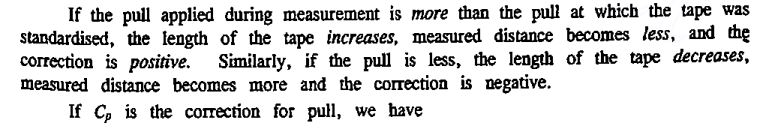 If the pull applied during measurement is more than the pull at which the tape was
standardised, the length of the tape increases, measured distance becomes less, and the
correction is positive. Similarly, if the pull is less, the length of the tape decreases,
measured distance becomes more and the correction is negative.
If Cp is the correction for pull, we have